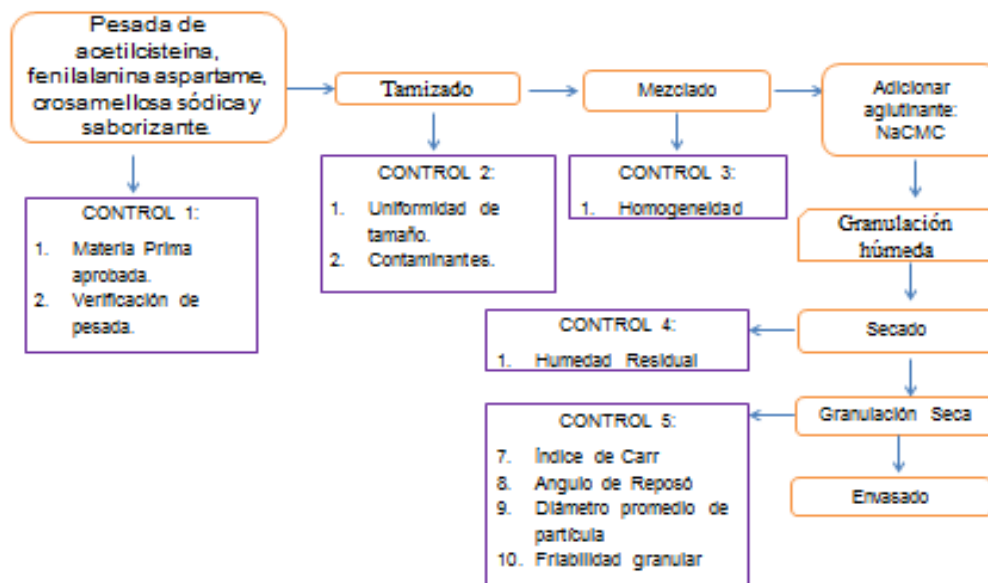 Pesada de
acetilcisteina,
fenilalanina aspartame,
crosamellosa sódica y
saborizante.
Tamizado
Mezclado
Adicionar
aglutinante:
NaCMC
CONTROL 1:
1. Materia Prima
aprobada.
2. Verificación de
pesada.
CONTROL 2:
1. Uniformidad de
tamaño.
2. Contaminantes.
CONTROL 3:
1. Homogeneidad
Granulación
húmeda
CONTROL 4:
1. Humedad Residual
Secado
CONTROL 5:
7. Índice de Carr
8. Angulo de Reposó
9. Diámetro promedio de
partícula
10. Friabilidad granular
Granulación Seca
Envasado